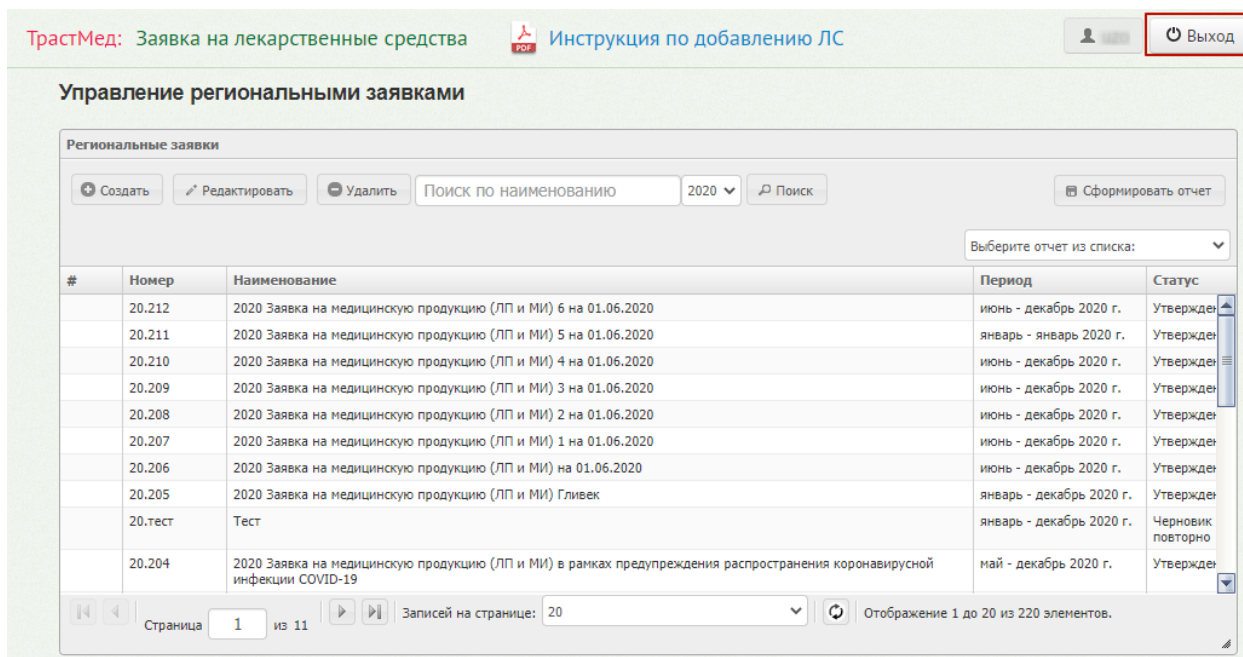 ТрастМед: Заявка на лекарственные средства PDF Инструкция по добавлению ЛС Выход
Управление региональными заявками
Региональные заявки
Создать Редактировать Удалить Поиск по наименованию 2020 Поиск Сформировать отчет
Выберите отчет из списка:
# Номер Наименование Период Статус
20.212 2020 Заявка на медицинскую продукцию (ЛП и МИ) 6 на 01.06.2020 июнь - декабрь 2020 г. Утвержден
20.211 2020 Заявка на медицинскую продукцию (ЛП и МИ) 5 на 01.06.2020 январь - январь 2020 г. Утвержден
20.210 2020 Заявка на медицинскую продукцию (ЛП и МИ) 4 на 01.06.2020 июнь - декабрь 2020 г. Утвержден
20.209 2020 Заявка на медицинскую продукцию (ЛП и МИ) 3 на 01.06.2020 июнь - декабрь 2020 г. Утвержден
20.208 2020 Заявка на медицинскую продукцию (ЛП и МИ) 2 на 01.06.2020 июнь - декабрь 2020 г. Утвержден
20.207 2020 Заявка на медицинскую продукцию (ЛП и МИ) 1 на 01.06.2020 июнь - декабрь 2020 г. Утвержден
20.206 2020 Заявка на медицинскую продукцию (ЛП и МИ) на 01.06.2020 июнь - декабрь 2020 г. Утвержден
20.205 2020 Заявка на медицинскую продукцию (ЛП и МИ) Гливек январь - декабрь 2020 г. Утвержден
20.тест Тест январь - декабрь 2020 г. Черновик
повторно
20.204 2020 Заявка на медицинскую продукцию (ЛП и МИ) в рамках предупреждения распространения коронавирусной май - декабрь 2020 г. Утвержден
инфекции COVID-19
Страница 1 из 11 Записей на странице: 20 Отображение 1 до 20 из 220 элементов.